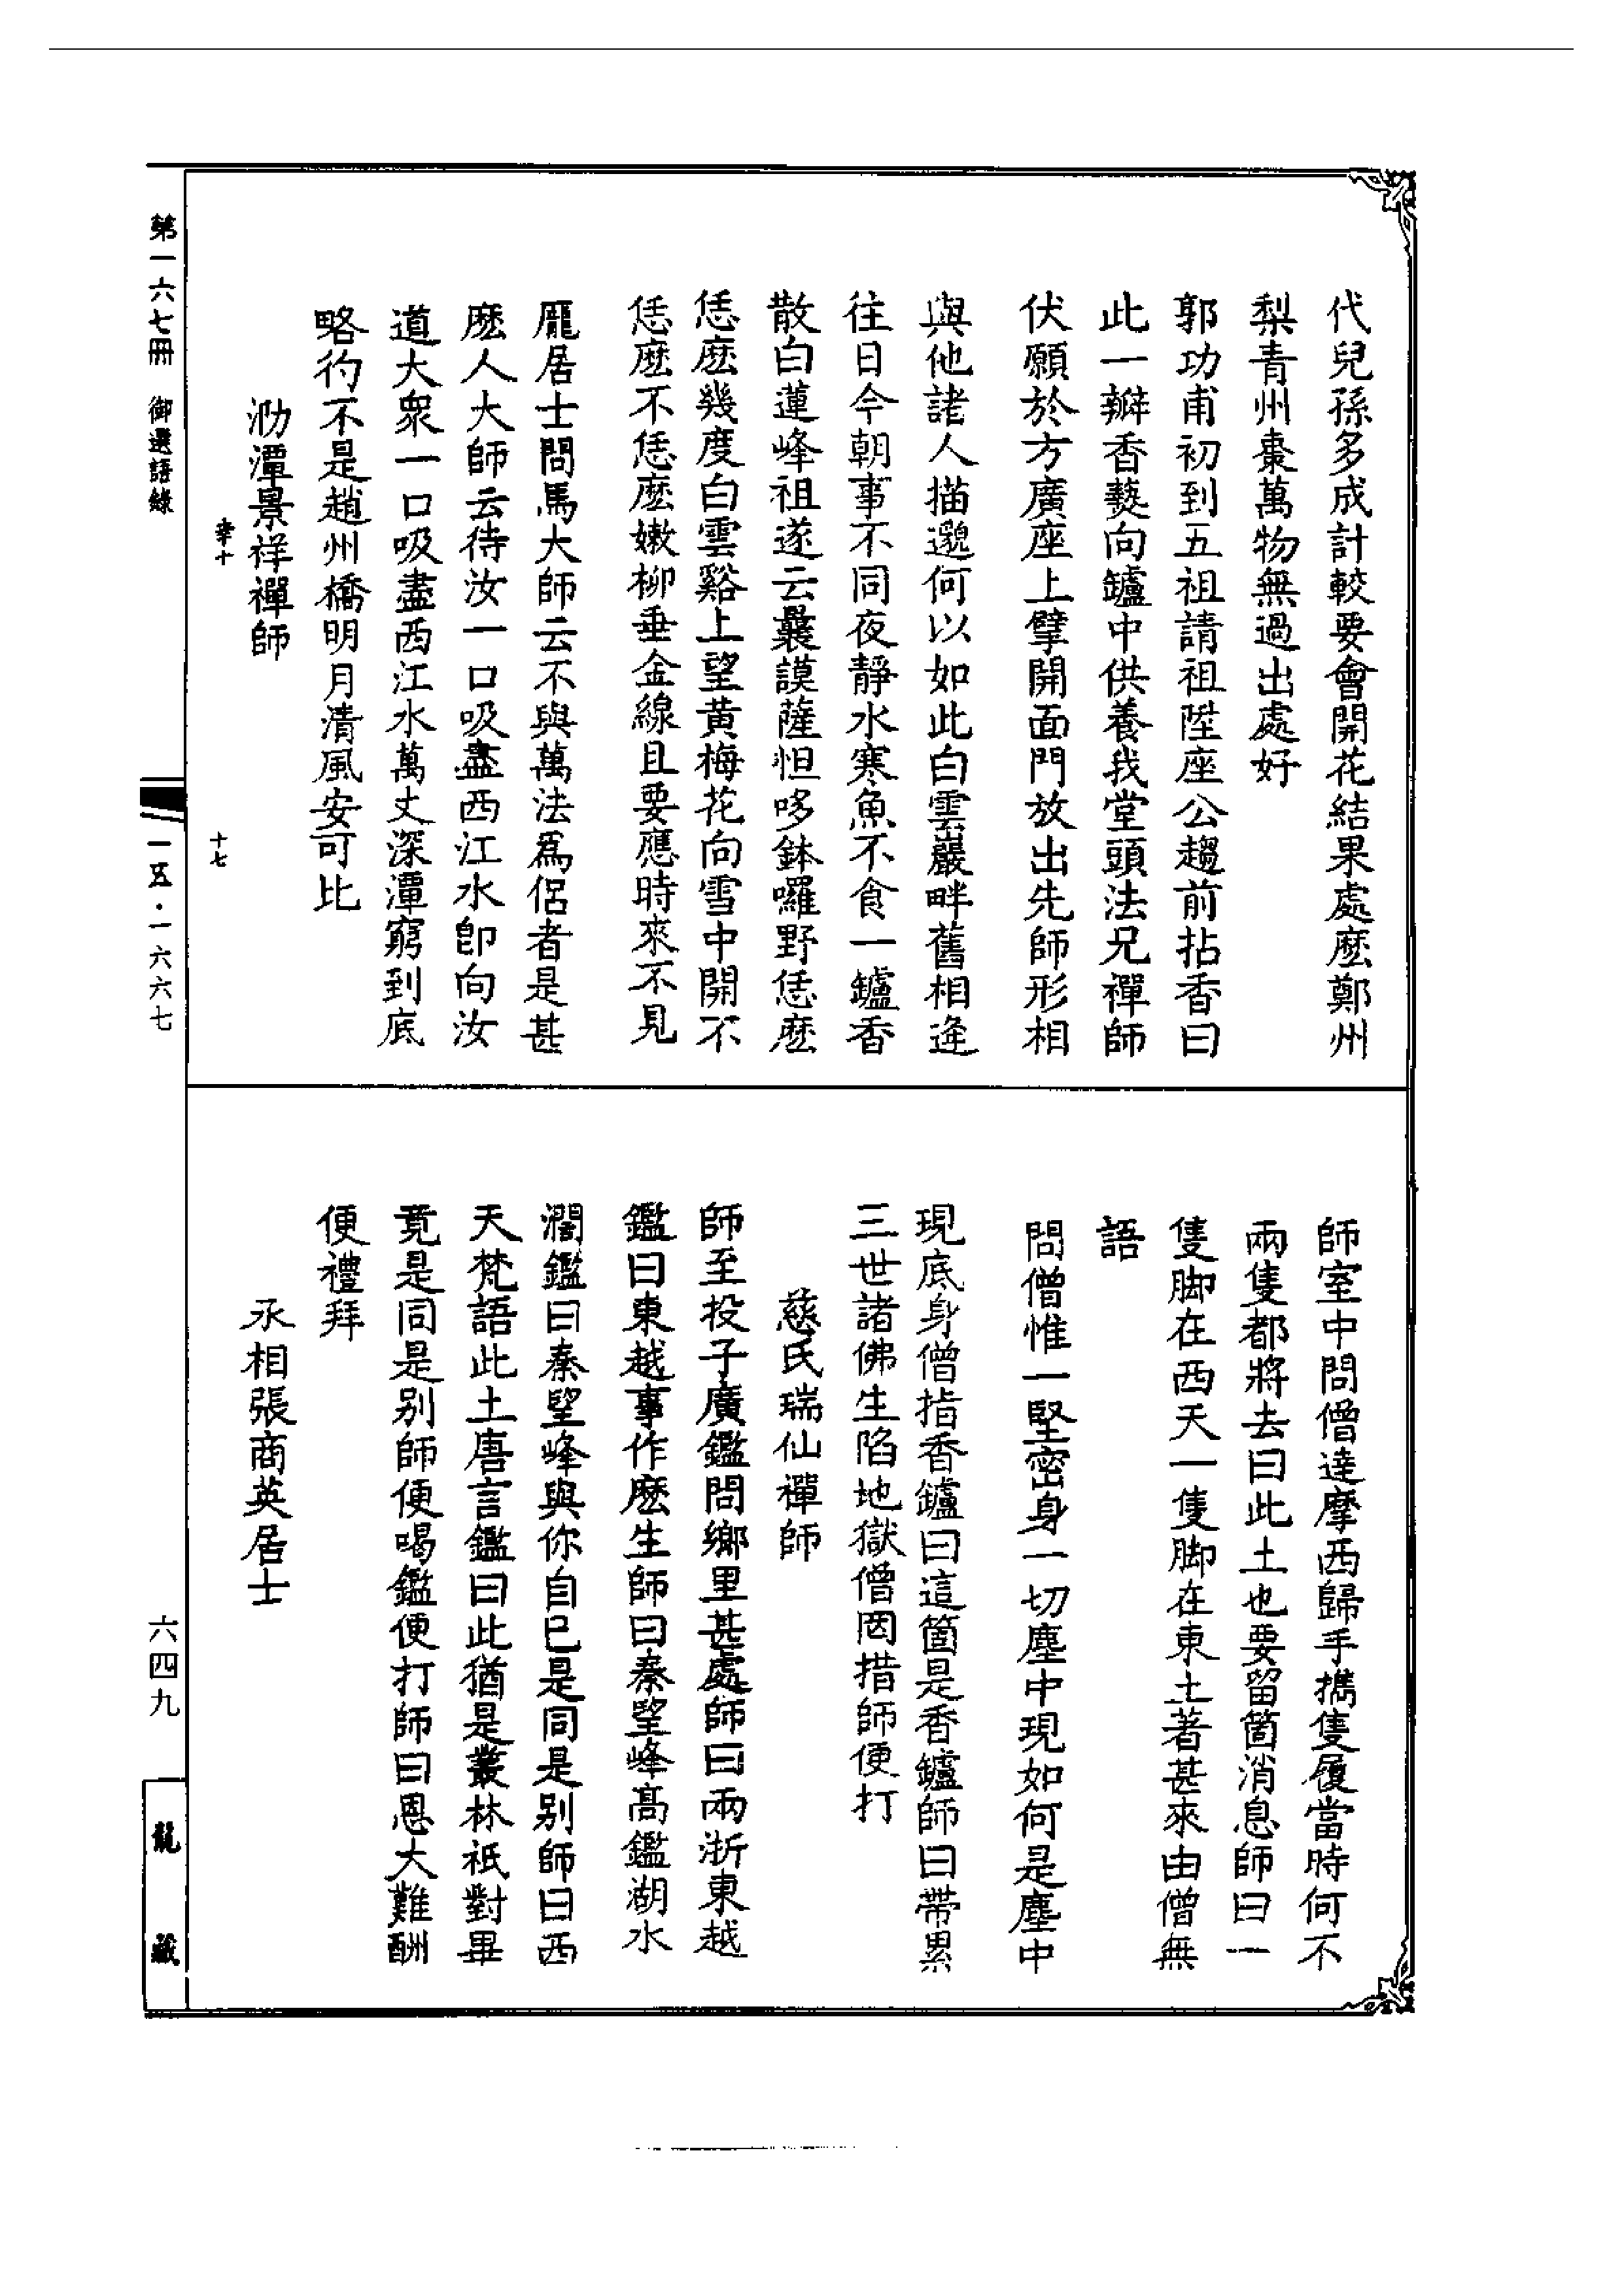 代兒孫多成計較要會開花結果處麽鄭州
梨青州棗萬物無過出處好
郭功甫初到五祖請祖陞座公趨前拈香曰
此一瓣香爇向鑪中供養我堂頭法兄禪師
伏願於方廣座上擘開面門放出先師形相
與他諸人描邈何以如此白雲巖畔舊相逢
往日今朝事不同夜靜水寒魚不食一鑪香
散白蓮峰祖遂云曩謨薩怛哆鉢囉野恁麽
恁麽幾度白雲谿上望黄梅花向雪中開不
恁麽不恁麽嫩柳垂金線且要應時來不見
龎居士問馬大師云不與萬法爲侶者是甚
麽人大師云待汝一口吸盡西江水卽向汝
道大衆一口吸盡西江水萬丈深潭窮到底
略彴不是趙州橋明月清風安可比
泐潭景祥禪師
師室中問僧達摩西歸手攜隻履當時何不
兩隻都將去曰此土也要留箇消息師曰一
隻脚在西天一隻脚在東土著甚來由僧無
語
問僧惟一堅密身一切塵中現如何是塵中
現底身僧指香鑪曰這箇是香鑪師曰帶累
三世諸佛生陷地獄僧罔措師便打
慈氏瑞仙禪師
師至投子廣鑑問鄉里甚處師曰兩浙東越
鑑曰東越事作麽生師曰秦望峰高鑑湖水
濶鑑曰秦望峰與你自己是同是别師曰西
天梵語此土唐言鑑曰此猶是叢林祇對畢
竟是同是别師便喝鑑便打師曰恩大難酬
便禮拜
丞相張商英居士
第一六七冊 御選語錄
十七
一五·一六六七
六四九
龍藏